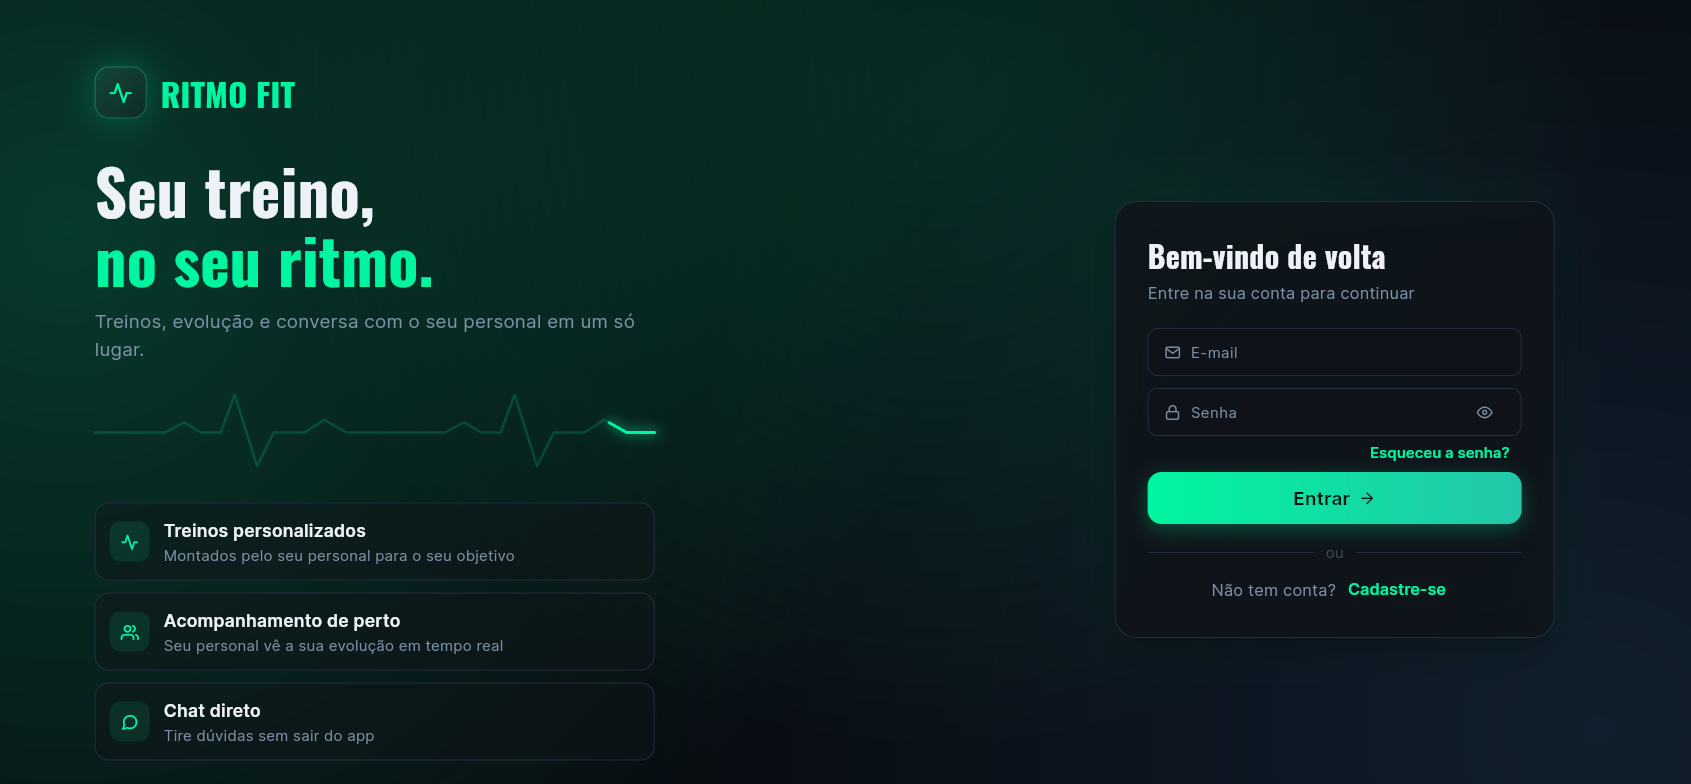 RITMO FIT
Seu treino,
no seu ritmo.
Treinos, evolução e conversa com o seu personal em um só
lugar.
Treinos personalizados
Montados pelo seu personal para o seu objetivo
Acompanhamento de perto
Seu personal vê a sua evolução em tempo real
Chat direto
Tire dúvidas sem sair do app
Bem-vindo de volta
Entre na sua conta para continuar
E-mail
Senha
Esqueceu a senha?
Entrar
ou
Não tem conta? Cadastre-se